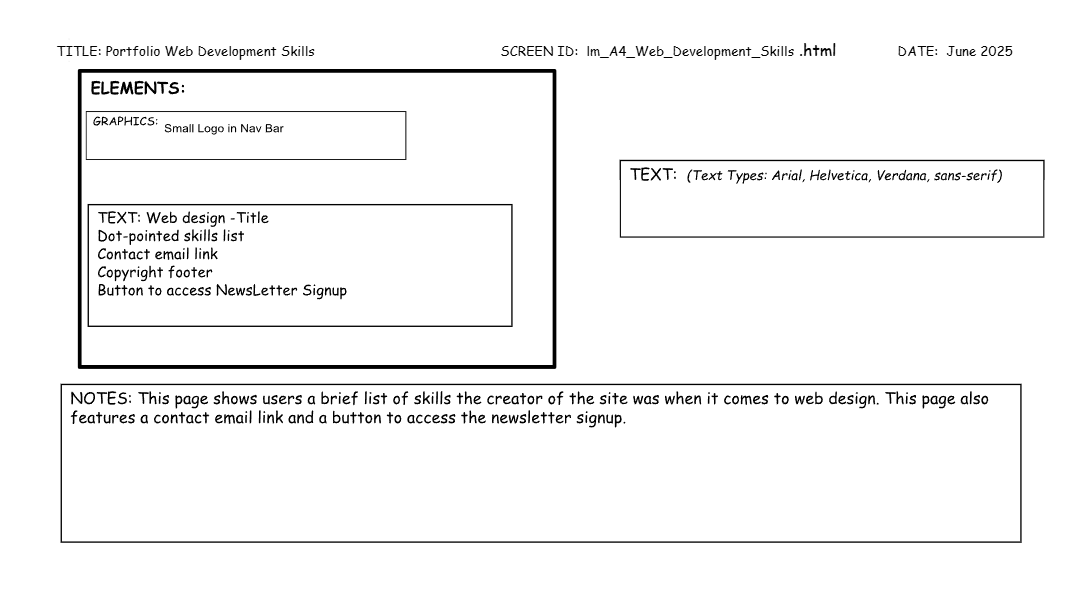 TITLE: Portfolio Web Development Skills SCREEN ID: lm_A4_Web_Development_Skills .html DATE: June 2025
ELEMENTS:
GRAPHICS: Small Logo in Nav Bar
TEXT: (Text Types: Arial, Helvetica, Verdana, sans-serif)
TEXT: Web design -Title
Dot-pointed skills list
Contact email link
Copyright footer
Button to access NewsLetter Signup
NOTES: This page shows users a brief list of skills the creator of the site was when it comes to web design. This page also
features a contact email link and a button to access the newsletter signup.